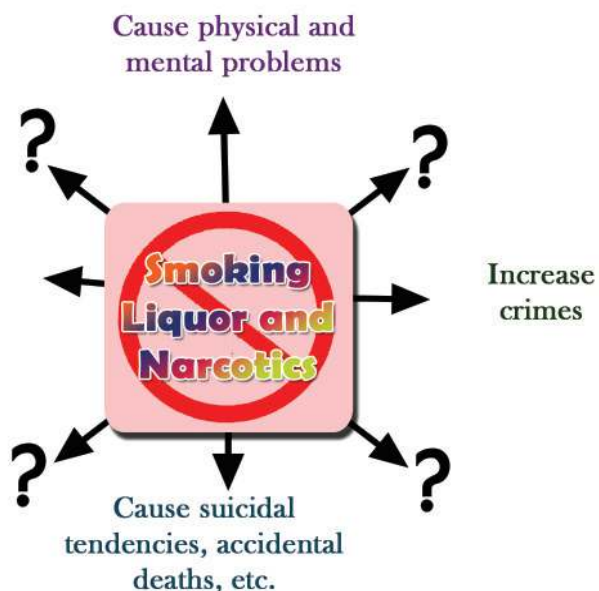 Cause physical and
mental problems
?
?
Smoking
Liquor and
Narcotics
Increase
crimes
?
?
Cause suicidal
tendencies, accidental
deaths, etc.